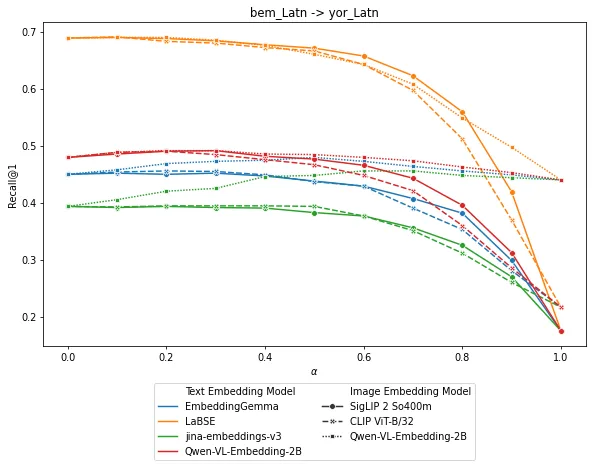 bem_Latn -> yor_Latn
Recall@1
0.7
0.6
0.5
0.4
0.3
0.2
0.0 0.2 0.4 0.6 0.8 1.0
α
Text Embedding Model Image Embedding Model
EmbeddingGemma SigLIP 2 So400m
LaBSE CLIP ViT-B/32
jina-embeddings-v3 Qwen-VL-Embedding-2B
Qwen-VL-Embedding-2B